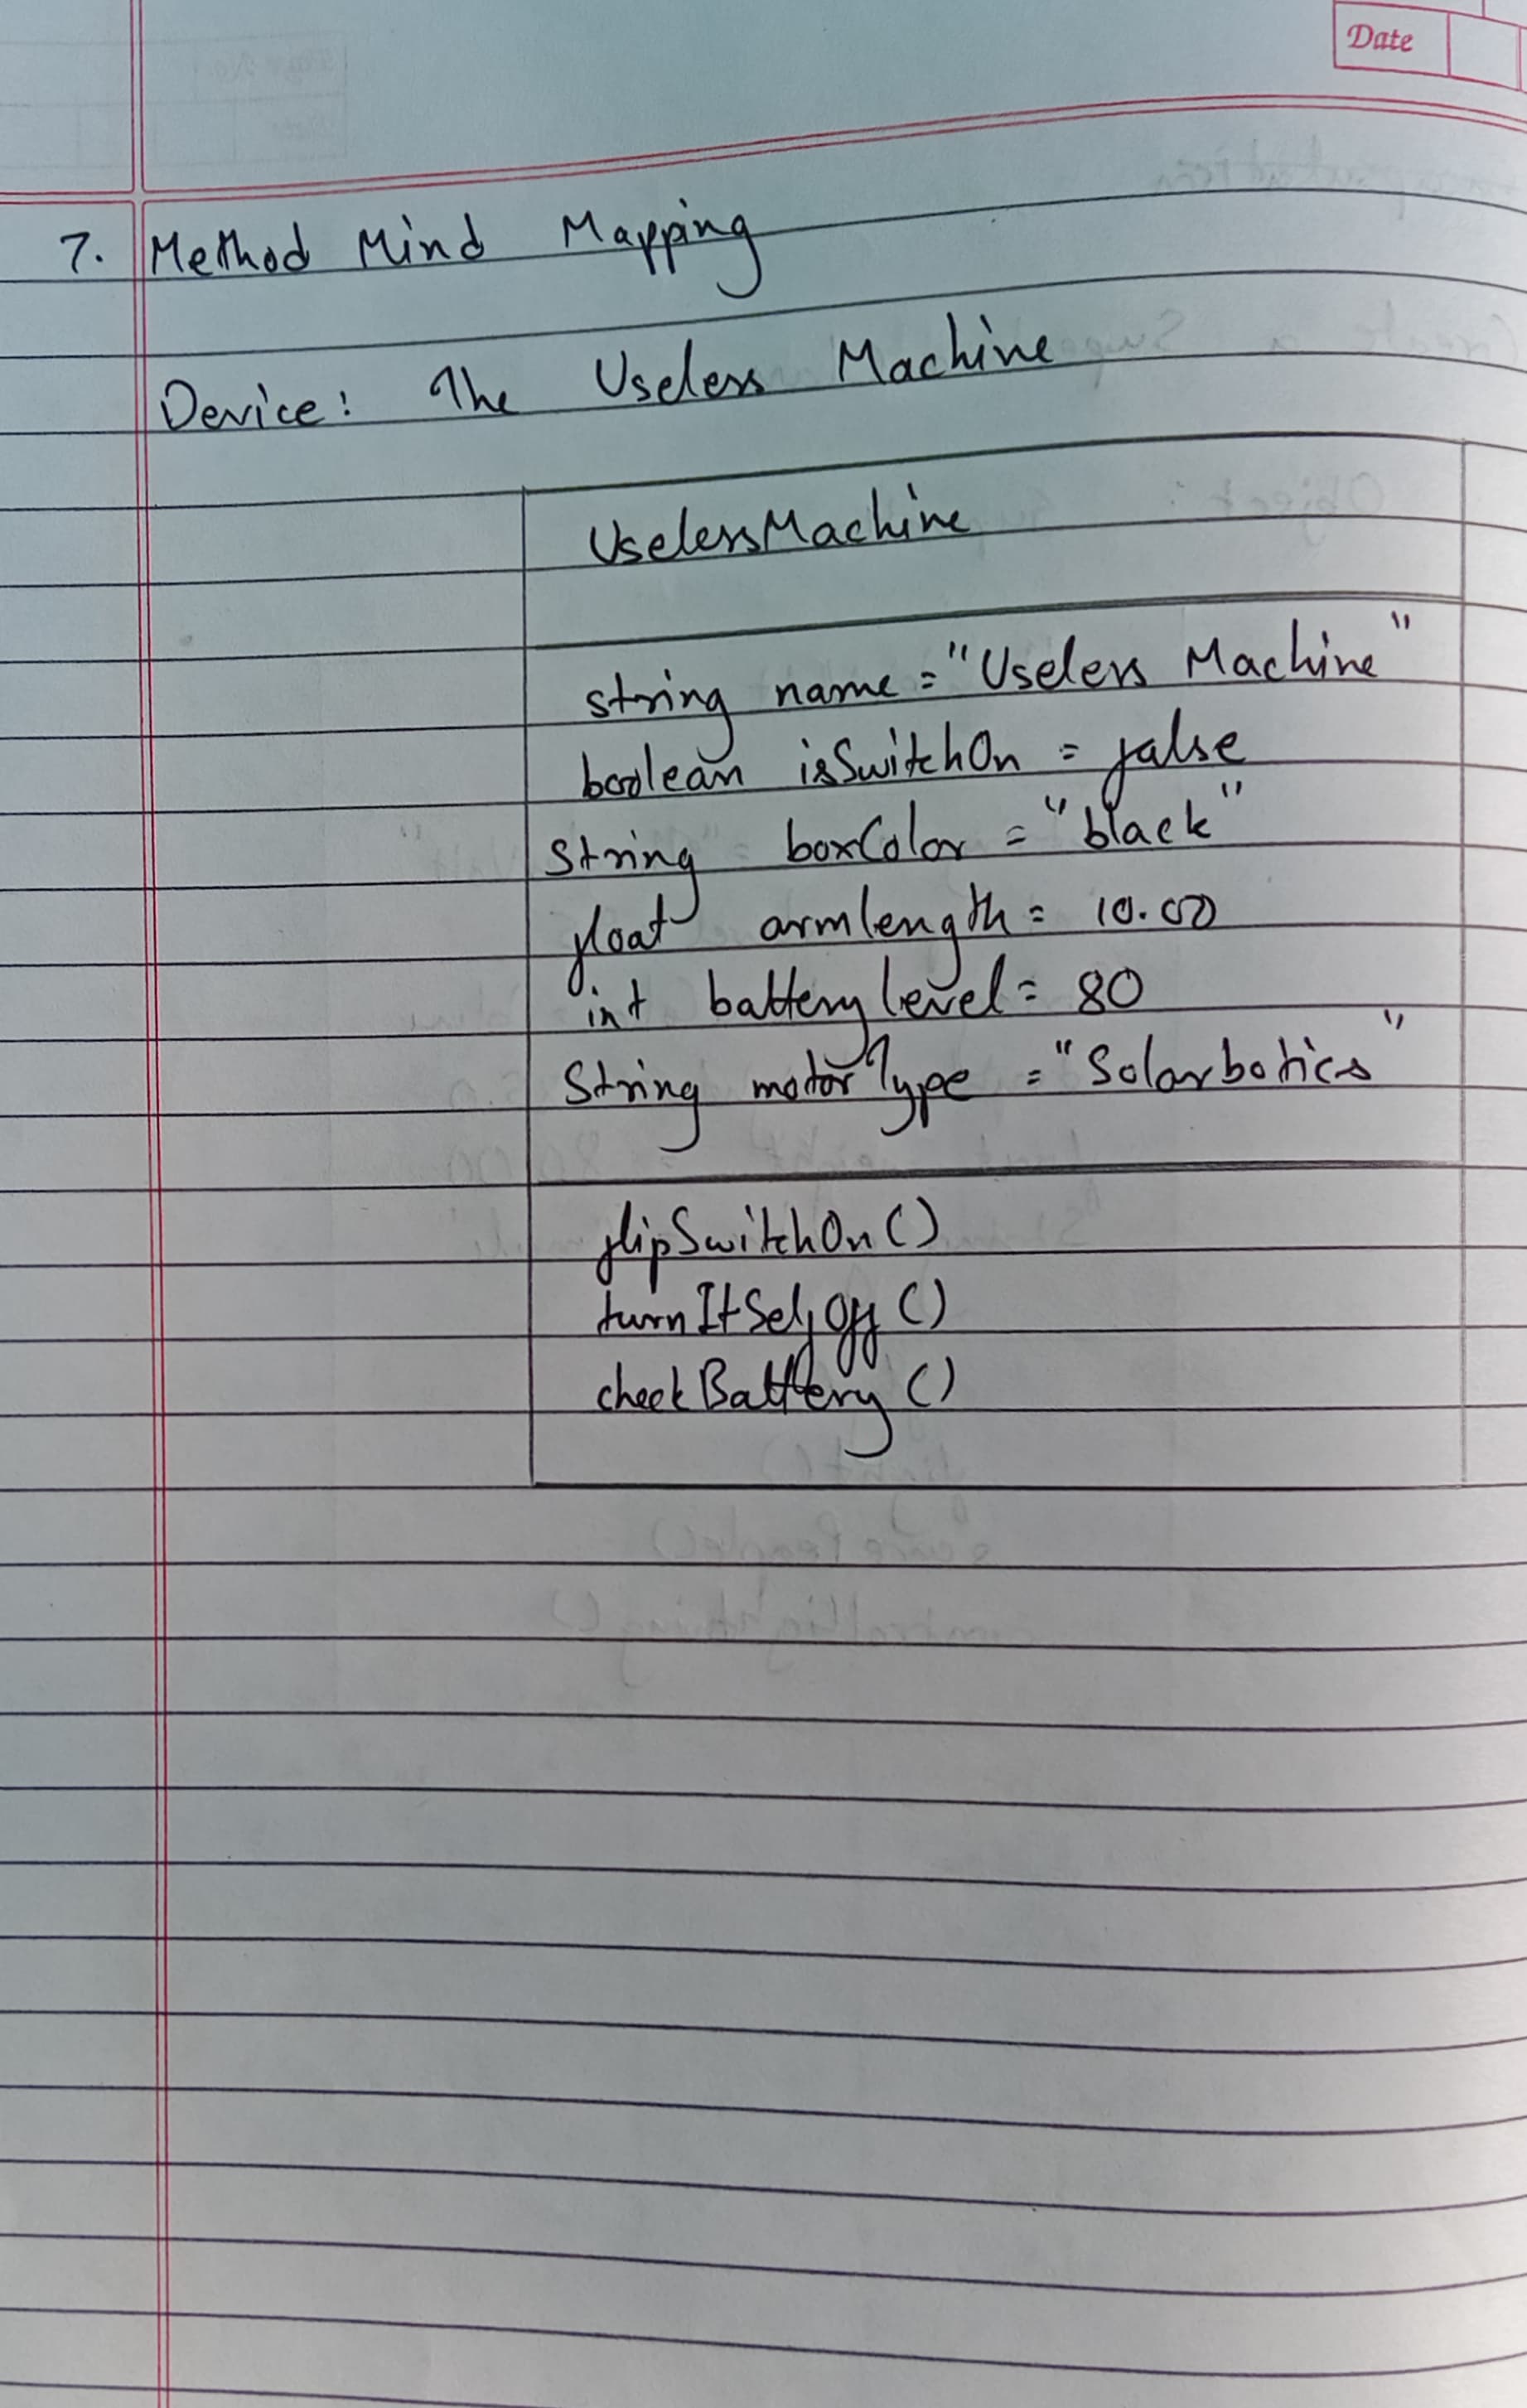 Date
7. Method Mind Mapping
Device: The Useless Machine
UselessMachine
string name = "Useless Machine"
boolean isSwitchOn = false
String boxColor = "black"
float armlength = 10.00
int batterylevel = 80
String motorType = "Solarbotics"
flipSwitchOn ()
turnItSelfOff ()
checkBattery ()